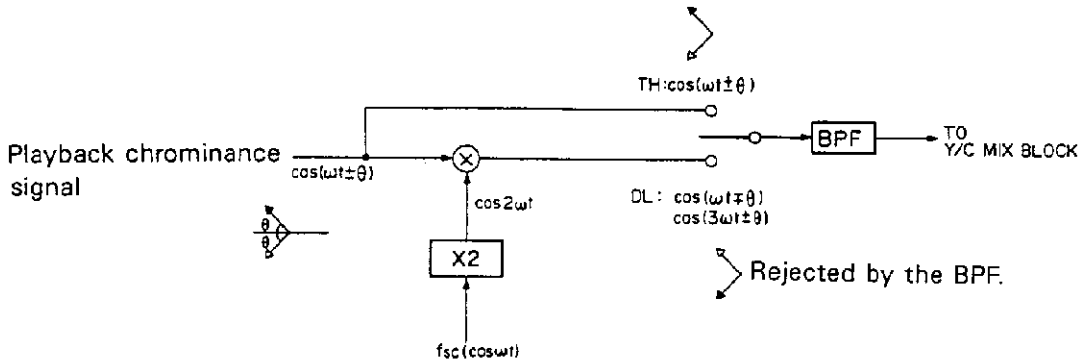 TH:cos(ωt±θ)
BPF
TO
Y/C MIX BLOCK
Playback chrominance
signal
cos(ωt±θ)
×
DL: cos(ωt∓θ)
cos(3ωt±θ)
cos2ωt
θ
θ
X2
Rejected by the BPF.
fsc(cosωt)